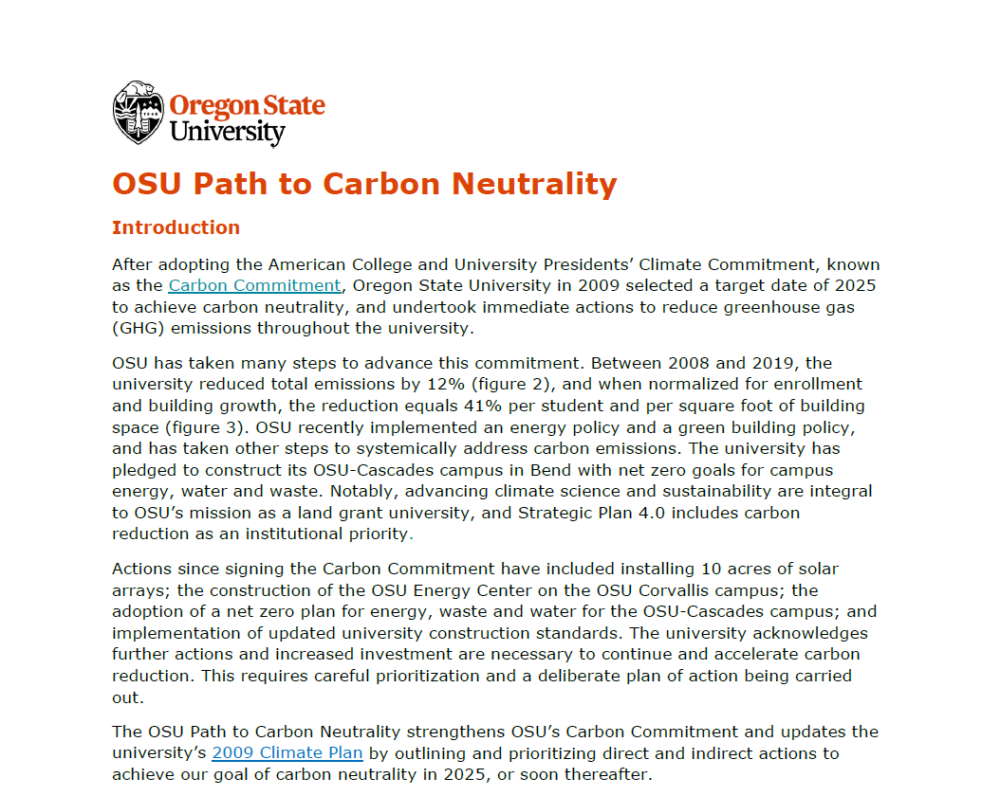 Oregon State
University
OSU Path to Carbon Neutrality
Introduction
After adopting the American College and University Presidents’ Climate Commitment, known
as the Carbon Commitment, Oregon State University in 2009 selected a target date of 2025
to achieve carbon neutrality, and undertook immediate actions to reduce greenhouse gas
(GHG) emissions throughout the university.
OSU has taken many steps to advance this commitment. Between 2008 and 2019, the
university reduced total emissions by 12% (figure 2), and when normalized for enrollment
and building growth, the reduction equals 41% per student and per square foot of building
space (figure 3). OSU recently implemented an energy policy and a green building policy,
and has taken other steps to systemically address carbon emissions. The university has
pledged to construct its OSU-Cascades campus in Bend with net zero goals for campus
energy, water and waste. Notably, advancing climate science and sustainability are integral
to OSU’s mission as a land grant university, and Strategic Plan 4.0 includes carbon
reduction as an institutional priority.
Actions since signing the Carbon Commitment have included installing 10 acres of solar
arrays; the construction of the OSU Energy Center on the OSU Corvallis campus; the
adoption of a net zero plan for energy, waste and water for the OSU-Cascades campus; and
implementation of updated university construction standards. The university acknowledges
further actions and increased investment are necessary to continue and accelerate carbon
reduction. This requires careful prioritization and a deliberate plan of action being carried
out.
The OSU Path to Carbon Neutrality strengthens OSU’s Carbon Commitment and updates the
university’s 2009 Climate Plan by outlining and prioritizing direct and indirect actions to
achieve our goal of carbon neutrality in 2025, or soon thereafter.